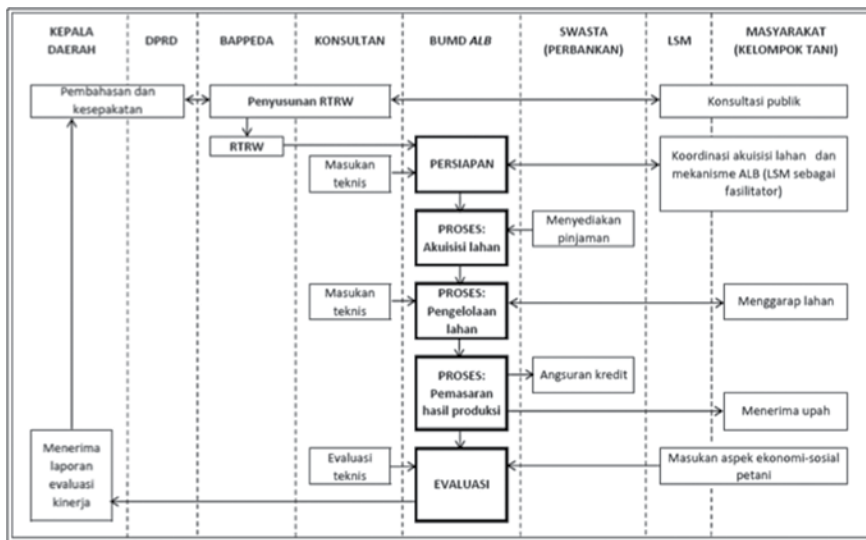 KEPALA
DAERAH
DPRD
BAPPEDA
KONSULTAN
BUMD ALB
SWASTA
(PERBANKAN)
LSM
MASYARAKAT
(KELOMPOK TANI)
Pembahasan dan
kesepakatan
Penyusunan RTRW
Konsultasi publik
RTRW
Masukan
teknis
PERSIAPAN
Koordinasi akuisisi lahan dan
mekanisme ALB (LSM sebagai
fasilitator)
PROSES:
Akuisisi lahan
Menyediakan
pinjaman
Masukan
teknis
PROSES:
Pengelolaan
lahan
Menggarap lahan
PROSES:
Pemasaran
hasil produksi
Angsuran kredit
Menerima upah
Menerima
laporan
evaluasi
kinerja
Evaluasi
teknis
EVALUASI
Masukan aspek ekonomi-sosial
petani